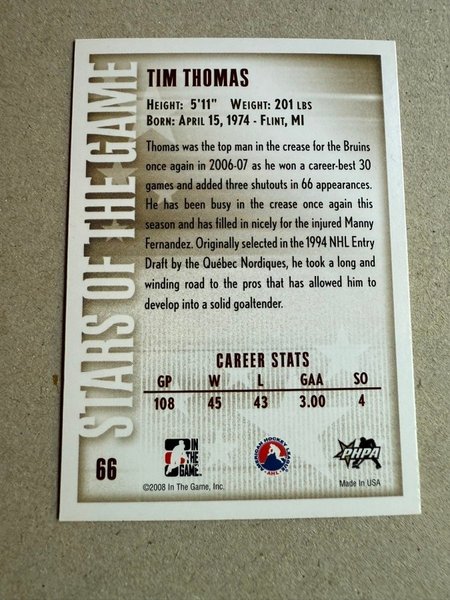 STARS OF THE GAME
TIM THOMAS
HEIGHT: 5'11" WEIGHT: 201 LBS
BORN: APRIL 15, 1974 - FLINT, MI
Thomas was the top man in the crease for the Bruins
once again in 2006-07 as he won a career-best 30
games and added three shutouts in 66 appearances.
He has been busy in the crease once again this
season and has filled in nicely for the injured Manny
Fernandez. Originally selected in the 1994 NHL Entry
Draft by the Québec Nordiques, he took a long and
winding road to the pros that has allowed him to
develop into a solid goaltender.
CAREER STATS
GP W L GAA SO
108 45 43 3.00 4
66
IN THE GAME
AMERICAN HOCKEY LEAGUE
AHL
PHPA
©2008 In The Game, Inc.
Made In USA